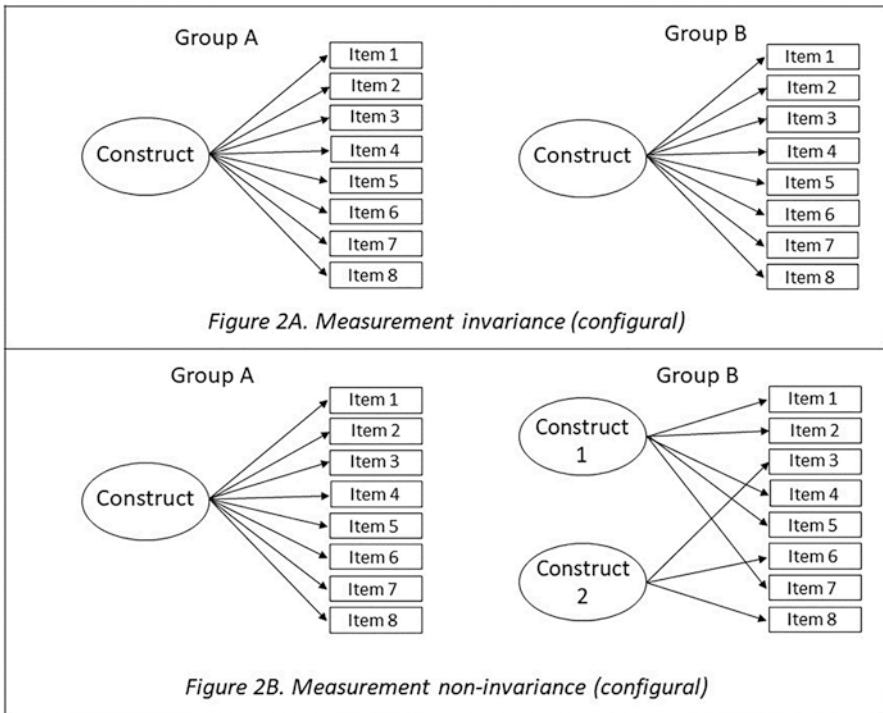 Group A
Construct
Item 1
Item 2
Item 3
Item 4
Item 5
Item 6
Item 7
Item 8
Group B
Construct
Item 1
Item 2
Item 3
Item 4
Item 5
Item 6
Item 7
Item 8
Figure 2A. Measurement invariance (configural)
Group A
Construct
Item 1
Item 2
Item 3
Item 4
Item 5
Item 6
Item 7
Item 8
Group B
Construct
1
Construct
2
Item 1
Item 2
Item 3
Item 4
Item 5
Item 6
Item 7
Item 8
Figure 2B. Measurement non-invariance (configural)